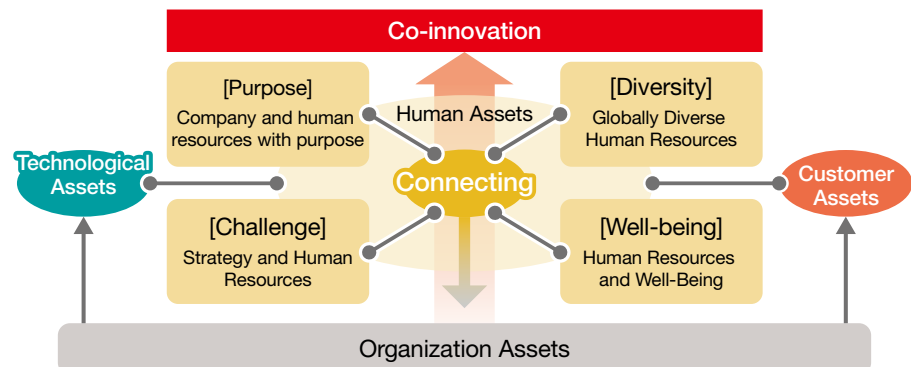 Co-innovation
[Purpose]
Company and human
resources with purpose
Human Assets
[Diversity]
Globally Diverse
Human Resources
Technological
Assets
Connecting
Customer
Assets
[Challenge]
Strategy and Human
Resources
[Well-being]
Human Resources
and Well-Being
Organization Assets